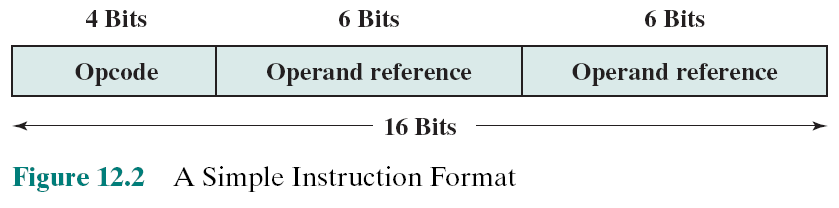 4 Bits 6 Bits 6 Bits
Opcode Operand reference Operand reference
16 Bits
Figure 12.2 A Simple Instruction Format